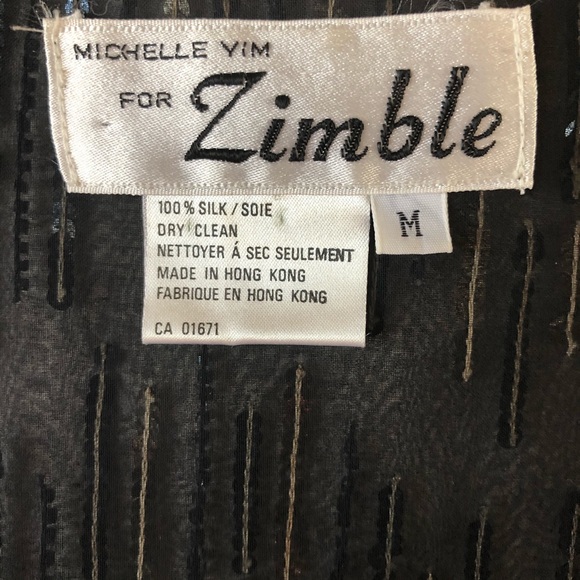 MICHELLE YIM
FOR Zimble
100% SILK / SOIE
DRY CLEAN
NETTOYER Á SEC SEULEMENT
MADE IN HONG KONG
FABRIQUE EN HONG KONG
CA 01671
M